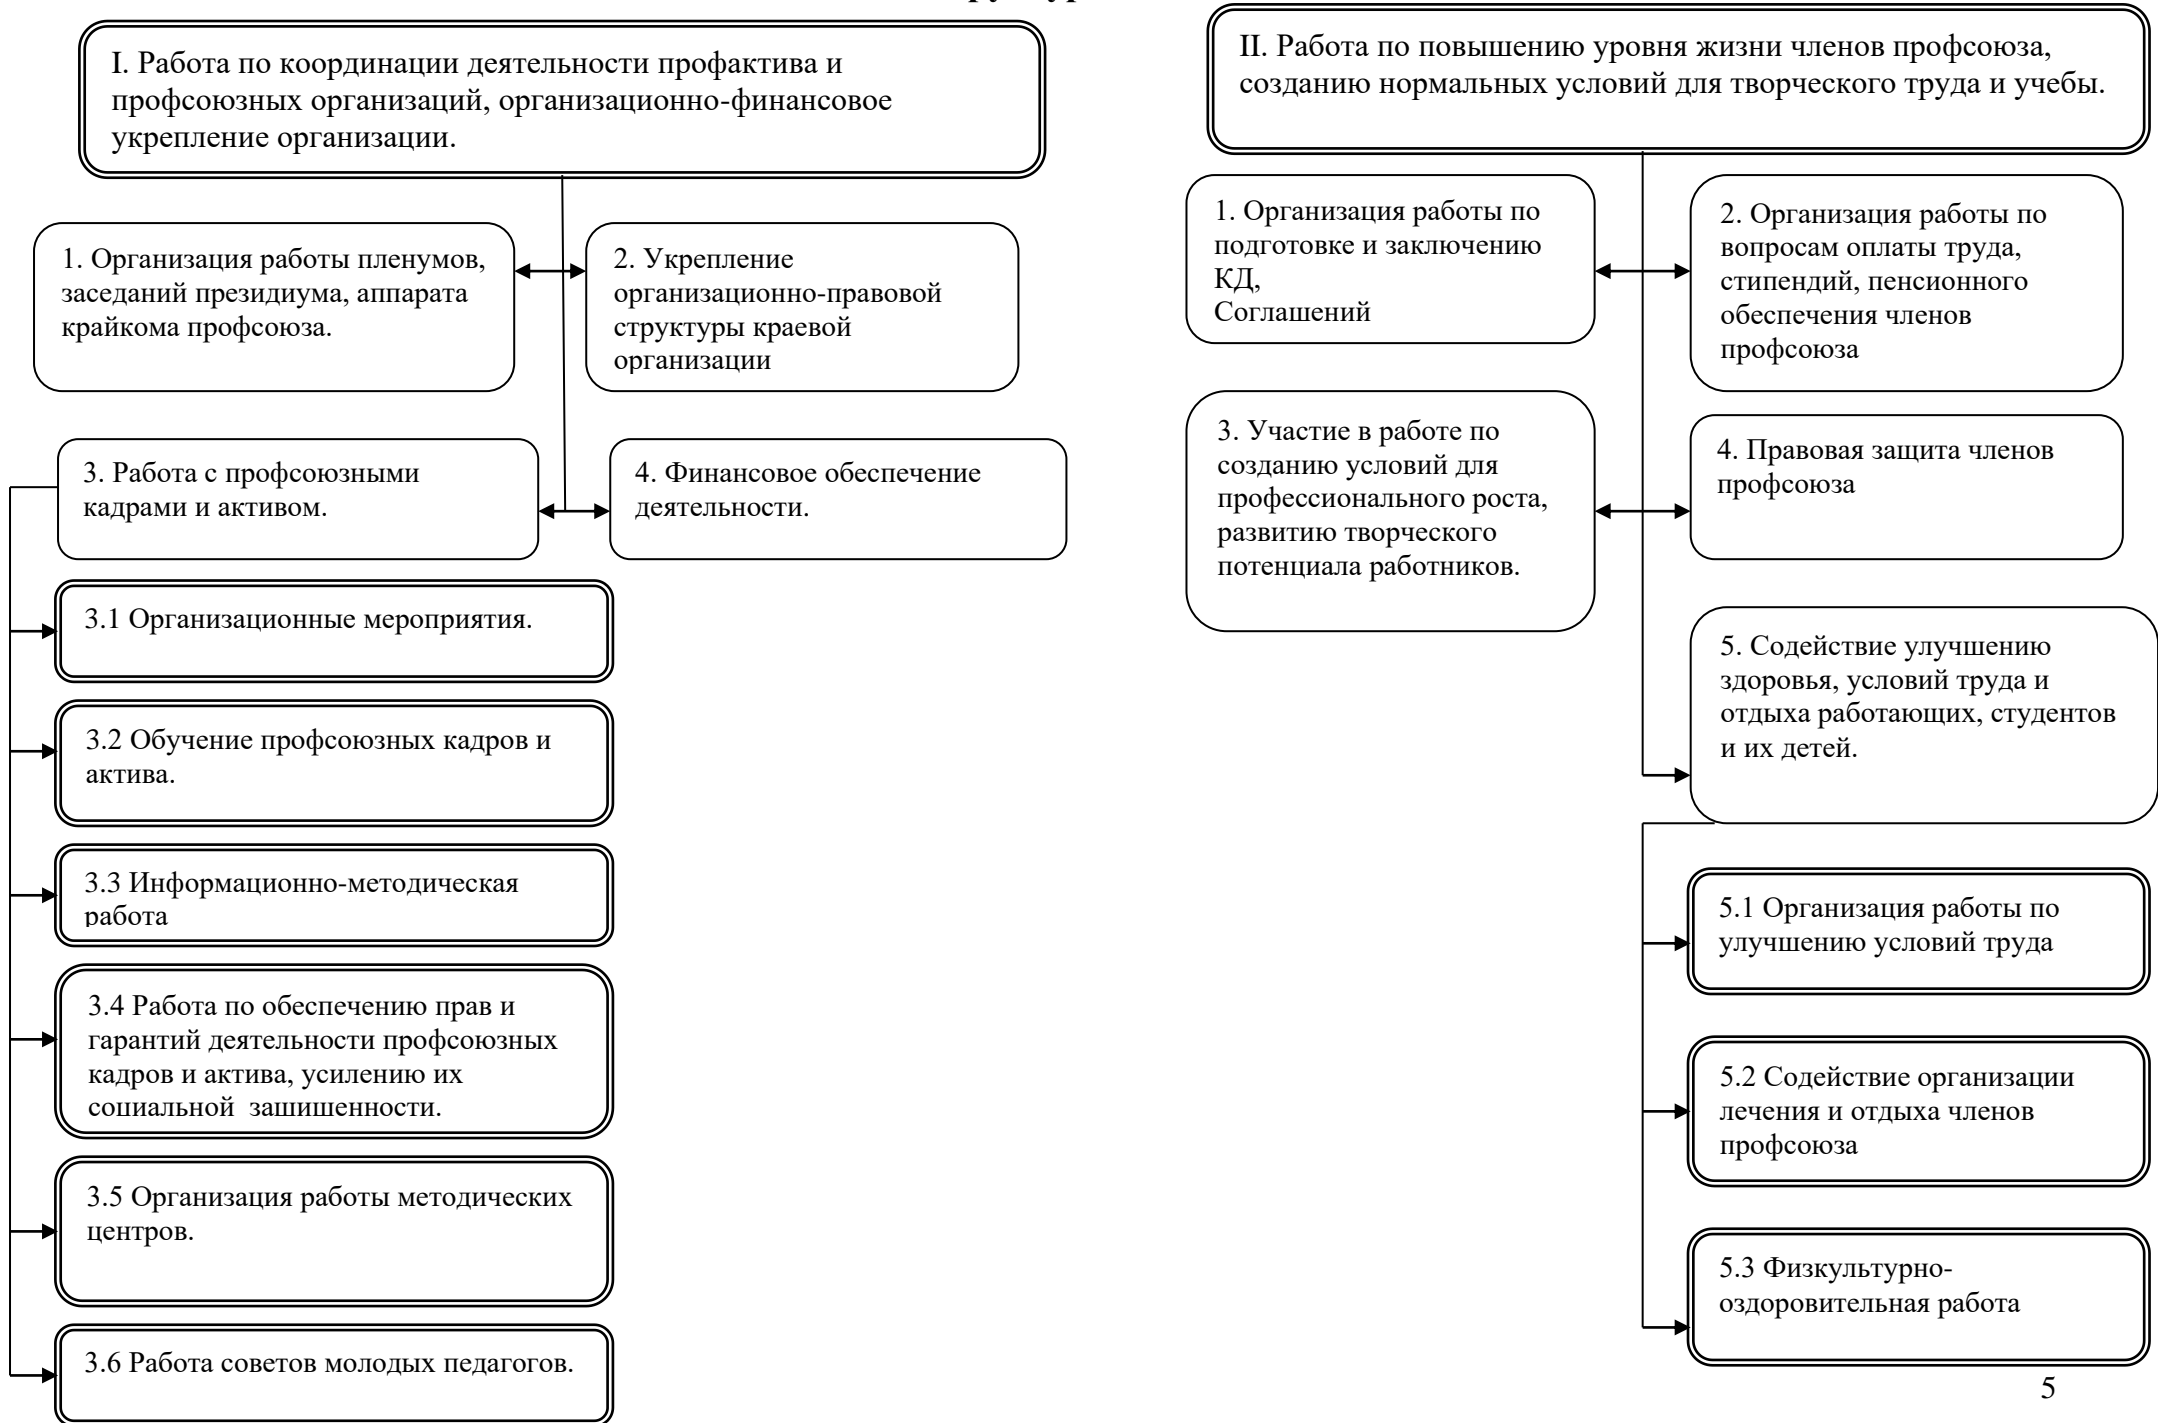 I. Работа по координации деятельности профактива и
профсоюзных организаций, организационно-финансовое
укрепление организации.
1. Организация работы пленумов,
заседаний президиума, аппарата
крайкома профсоюза.
2. Укрепление
организационно-правовой
структуры краевой
организации
3. Работа с профсоюзными
кадрами и активом.
4. Финансовое обеспечение
деятельности.
3.1 Организационные мероприятия.
3.2 Обучение профсоюзных кадров и
актива.
3.3 Информационно-методическая
работа
3.4 Работа по обеспечению прав и
гарантий деятельности профсоюзных
кадров и актива, усилению их
социальной  защищенности.
3.5 Организация работы методических
центров.
3.6 Работа советов молодых педагогов.
II. Работа по повышению уровня жизни членов профсоюза,
созданию нормальных условий для творческого труда и учебы.
1. Организация работы по
подготовке и заключению
КД,
Соглашений
2. Организация работы по
вопросам оплаты труда,
стипендий, пенсионного
обеспечения членов
профсоюза
3. Участие в работе по
созданию условий для
профессионального роста,
развитию творческого
потенциала работников.
4. Правовая защита членов
профсоюза
5. Содействие улучшению
здоровья, условий труда и
отдыха работающих, студентов
и их детей.
5.1 Организация работы по
улучшению условий труда
5.2 Содействие организации
лечения и отдыха членов
профсоюза
5.3 Физкультурно-
оздоровительная работа
5